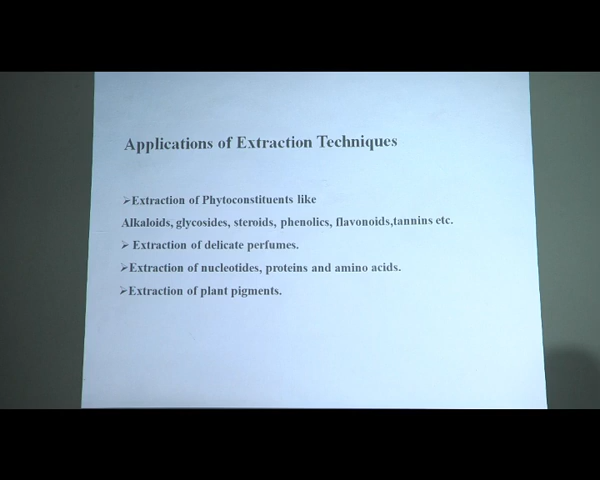 Applications of Extraction Techniques
➢Extraction of Phytoconstituents like
Alkaloids, glycosides, steroids, phenolics, flavonoids,tannins etc.
➢ Extraction of delicate perfumes.
➢Extraction of nucleotides, proteins and amino acids.
➢Extraction of plant pigments.